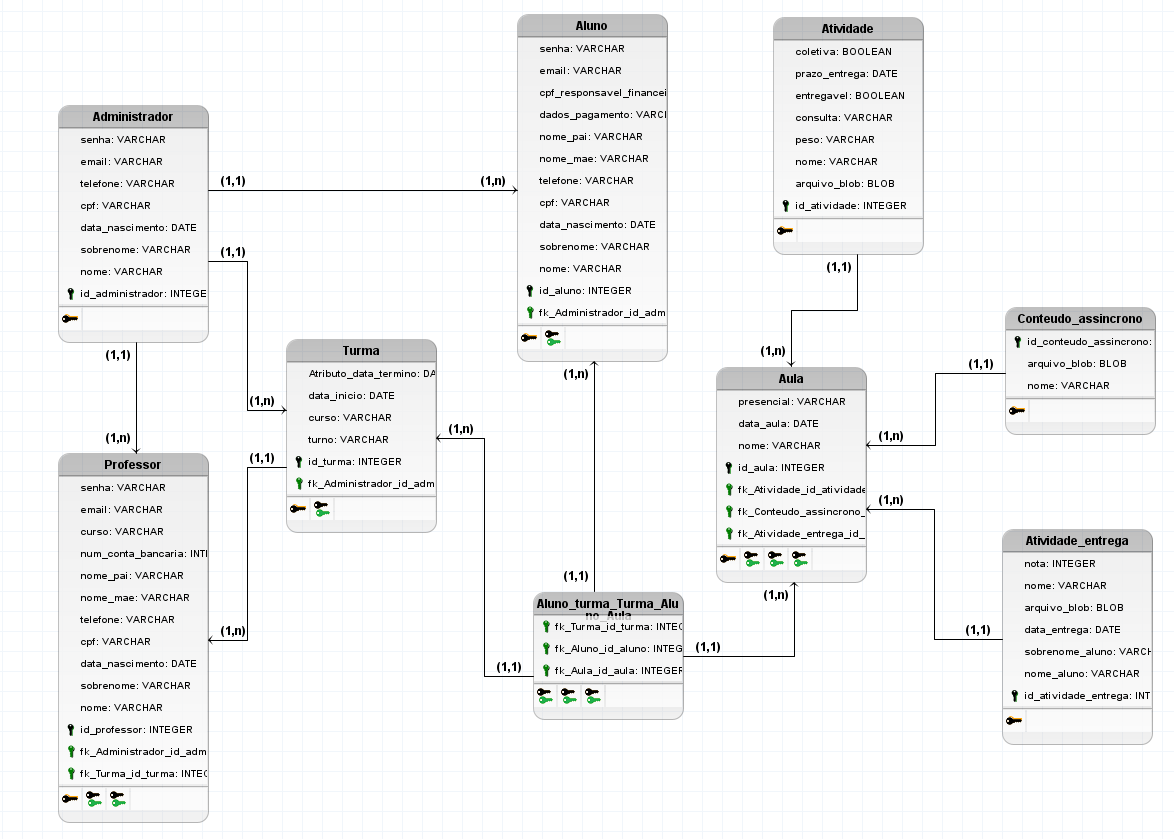 Aluno
senha: VARCHAR
email: VARCHAR
cpf_responsavel_financei
dados_pagamento: VARC
nome_pai: VARCHAR
nome_mae: VARCHAR
telefone: VARCHAR
cpf: VARCHAR
data_nascimento: DATE
sobrenome: VARCHAR
nome: VARCHAR
id_aluno: INTEGER
fk_Administrador_id_adm
Atividade
coletiva: BOOLEAN
prazo_entrega: DATE
entregavel: BOOLEAN
consulta: VARCHAR
peso: VARCHAR
nome: VARCHAR
arquivo_blob: BLOB
id_atividade: INTEGER
Administrador
senha: VARCHAR
email: VARCHAR
telefone: VARCHAR
cpf: VARCHAR
data_nascimento: DATE
sobrenome: VARCHAR
nome: VARCHAR
id_administrador: INTEGE
(1,1)
(1,n)
(1,1)
(1,n)
(1,1)
(1,n)
(1,1)
(1,n)
Turma
Atributo_data_termino: DA
data_inicio: DATE
curso: VARCHAR
turno: VARCHAR
id_turma: INTEGER
fk_Administrador_id_adm
(1,1)
(1,n)
(1,n)
(1,1)
(1,n)
(1,1)
Conteudo_assincrono
id_conteudo_assincrono:
arquivo_blob: BLOB
nome: VARCHAR
(1,1)
(1,n)
Aula
presencial: VARCHAR
data_aula: DATE
nome: VARCHAR
id_aula: INTEGER
fk_Atividade_id_atividade
fk_Conteudo_assincrono_
fk_Atividade_entrega_id_
(1,n)
(1,1)
(1,n)
(1,1)
Professor
senha: VARCHAR
email: VARCHAR
curso: VARCHAR
num_conta_bancaria: INT
nome_pai: VARCHAR
nome_mae: VARCHAR
telefone: VARCHAR
cpf: VARCHAR
data_nascimento: DATE
sobrenome: VARCHAR
nome: VARCHAR
id_professor: INTEGER
fk_Administrador_id_adm
fk_Turma_id_turma: INTEG
Atividade_entrega
nota: INTEGER
nome: VARCHAR
arquivo_blob: BLOB
data_entrega: DATE
sobrenome_aluno: VARCH
nome_aluno: VARCHAR
id_atividade_entrega: INT
Aluno_turma_Turma_Alu
no_Aula
fk_Turma_id_turma: INTEG
fk_Aluno_id_aluno: INTEG
fk_Aula_id_aula: INTEGER